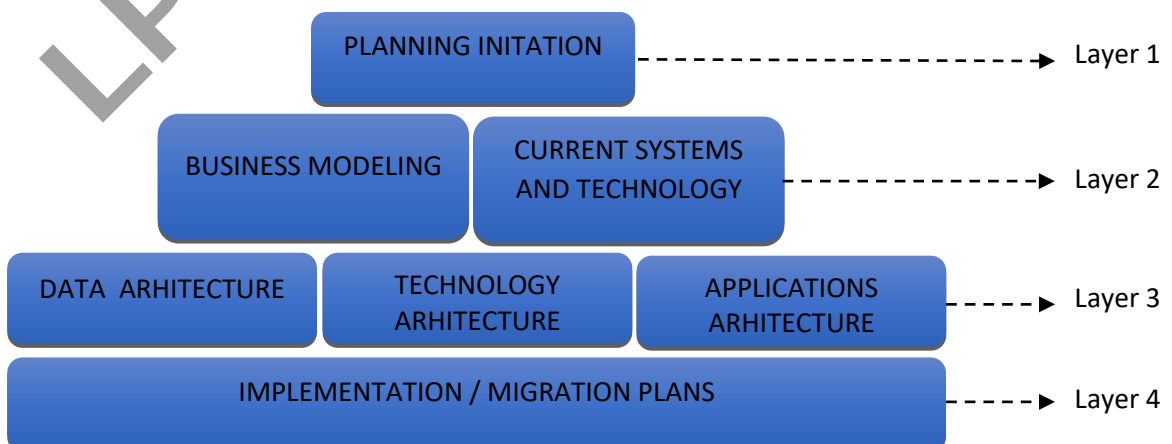 PLANNING INITATION
Layer 1
BUSINESS MODELING
CURRENT SYSTEMS
AND TECHNOLOGY
Layer 2
DATA ARHITECTURE
TECHNOLOGY
ARHITECTURE
APPLICATIONS
ARHITECTURE
Layer 3
IMPLEMENTATION / MIGRATION PLANS
Layer 4